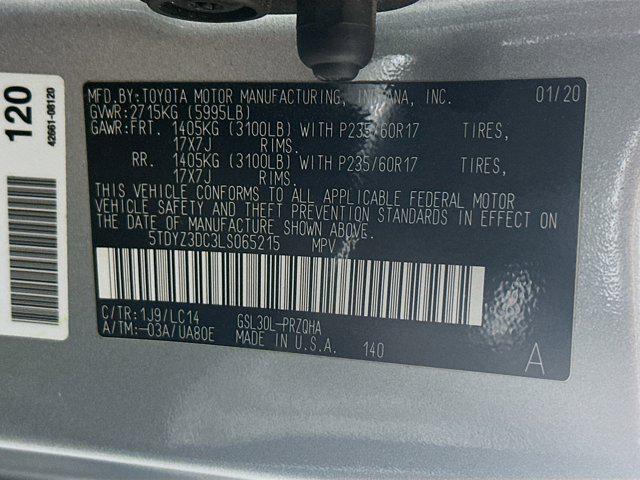 120
42661-08120
MFD.BY:TOYOTA MOTOR MANUFACTURING, INDIANA, INC. 01/20
GVWR:2715KG (5995LB)
GAWR:FRT. 1405KG (3100LB) WITH P235/60R17 TIRES,
17X7J RIMS.
RR. 1405KG (3100LB) WITH P235/60R17 TIRES,
17X7J RIMS.
THIS VEHICLE CONFORMS TO ALL APPLICABLE FEDERAL MOTOR
VEHICLE SAFETY AND THEFT PREVENTION STANDARDS IN EFFECT ON
THE DATE OF MANUFACTURE SHOWN ABOVE.
5TDYZ3DC3LS065215 MPV
C/TR:1J9/LC14 GSL30L-PRZQHA
A/TM:-03A/UA80E MADE IN U.S.A. 140
A